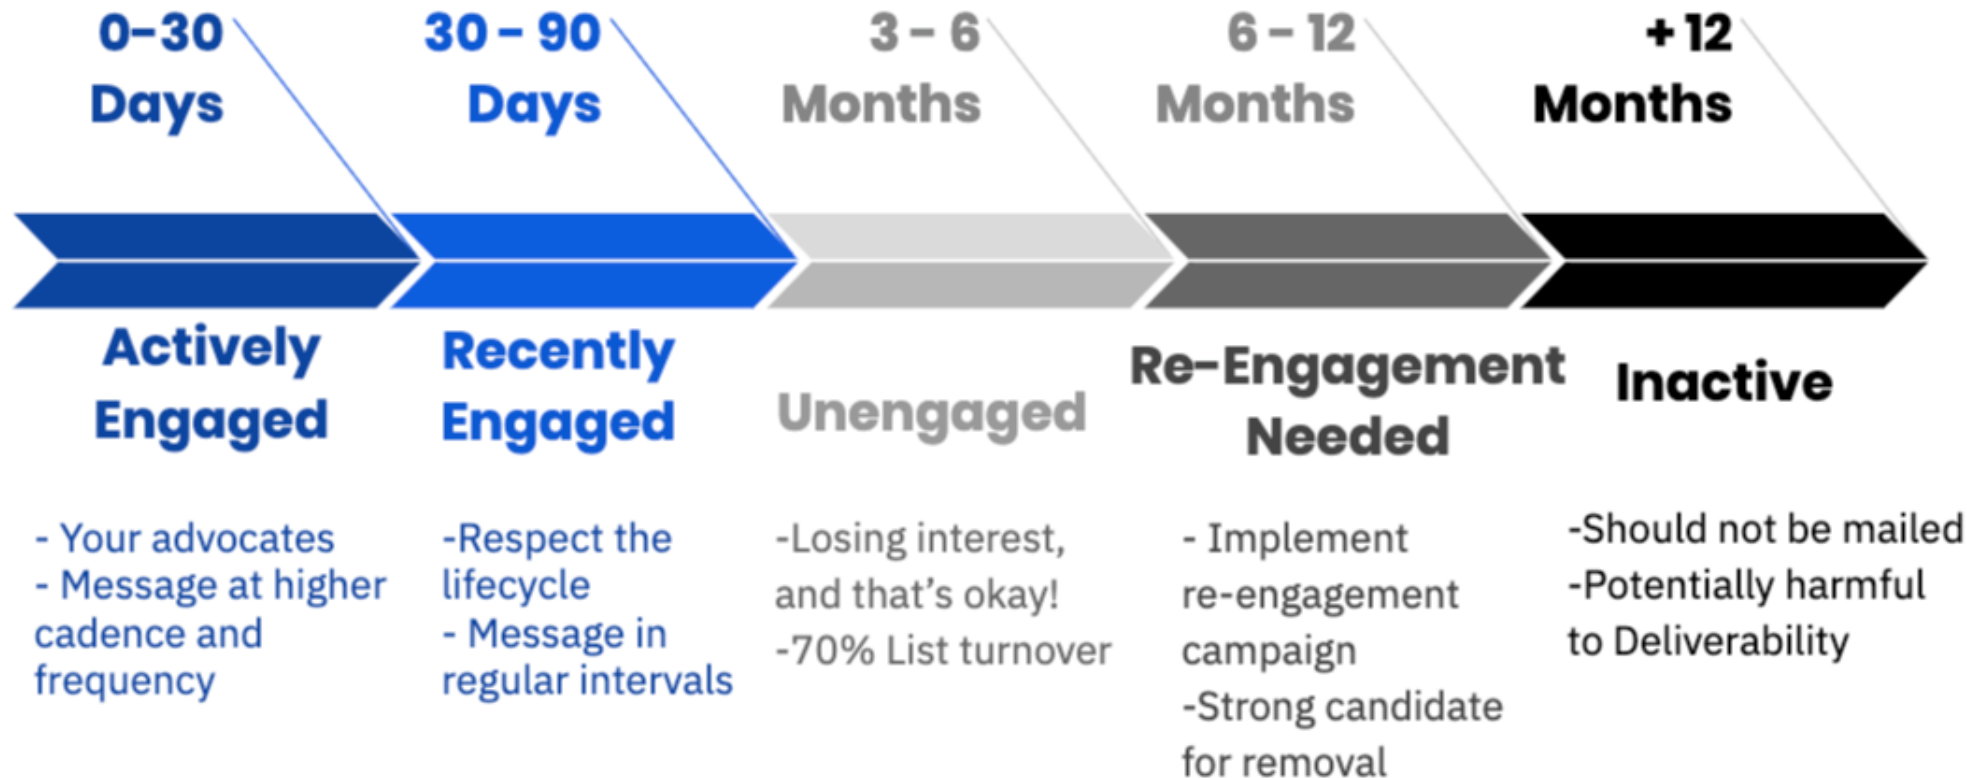 0-30
Days
30 - 90
Days
3 - 6
Months
6 - 12
Months
+ 12
Months
Actively
Engaged
Recently
Engaged
Unengaged
Re-Engagement
Needed
Inactive
- Your advocates
- Message at higher
cadence and
frequency
-Respect the
lifecycle
- Message in
regular intervals
-Losing interest,
and that's okay!
-70% List turnover
- Implement
re-engagement
campaign
-Strong candidate
for removal
-Should not be mailed
-Potentially harmful
to Deliverability